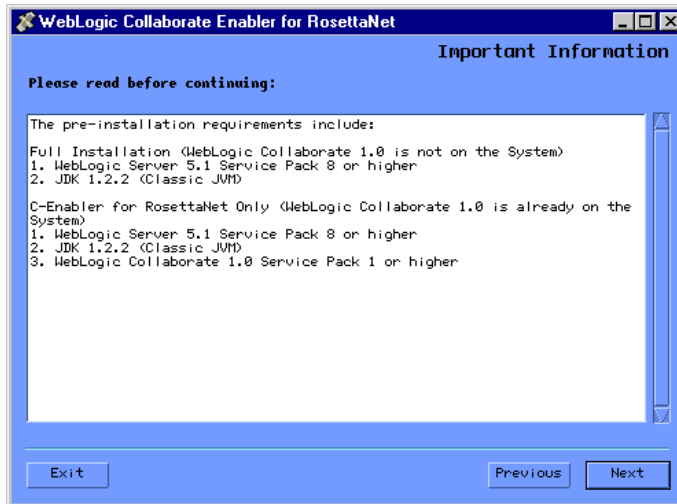 WebLogic Collaborate Enabler for RosettaNet
Important Information
Please read before continuing:
The pre-installation requirements include:
Full Installation (WebLogic Collaborate 1.0 is not on the System)
1. WebLogic Server 5.1 Service Pack 8 or higher
2. JDK 1.2.2 (Classic JVM)
C-Enabler for RosettaNet Only (WebLogic Collaborate 1.0 is already on the
System)
1. WebLogic Server 5.1 Service Pack 8 or higher
2. JDK 1.2.2 (Classic JVM)
3. WebLogic Collaborate 1.0 Service Pack 1 or higher
Exit
Previous
Next